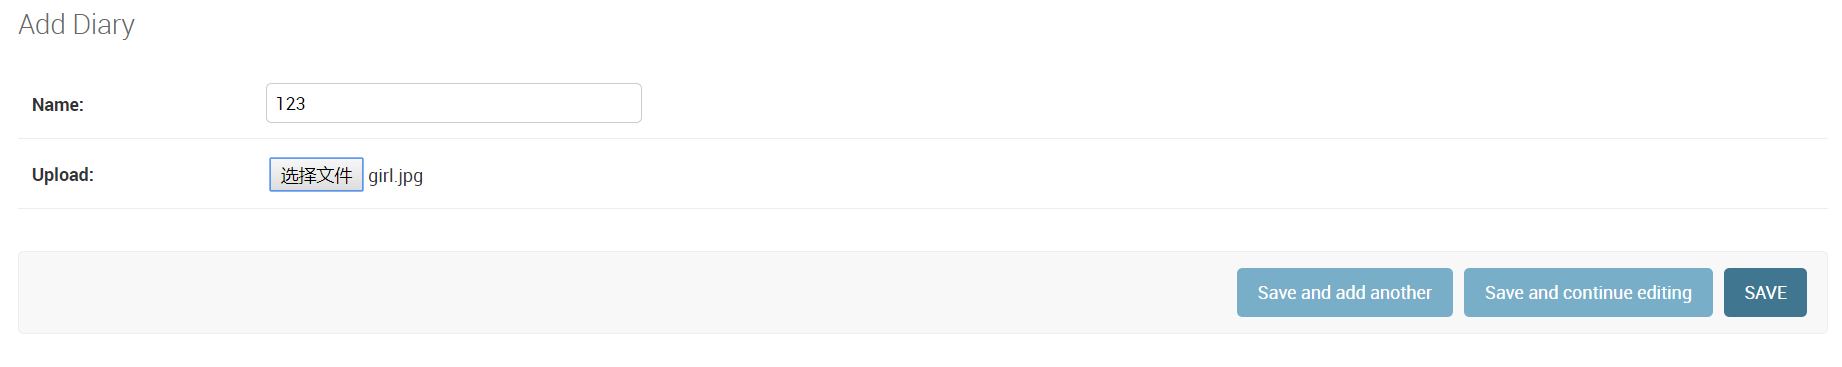 Add Diary
Name: 123
Upload: 选择文件 girl.jpg
Save and add another Save and continue editing SAVE